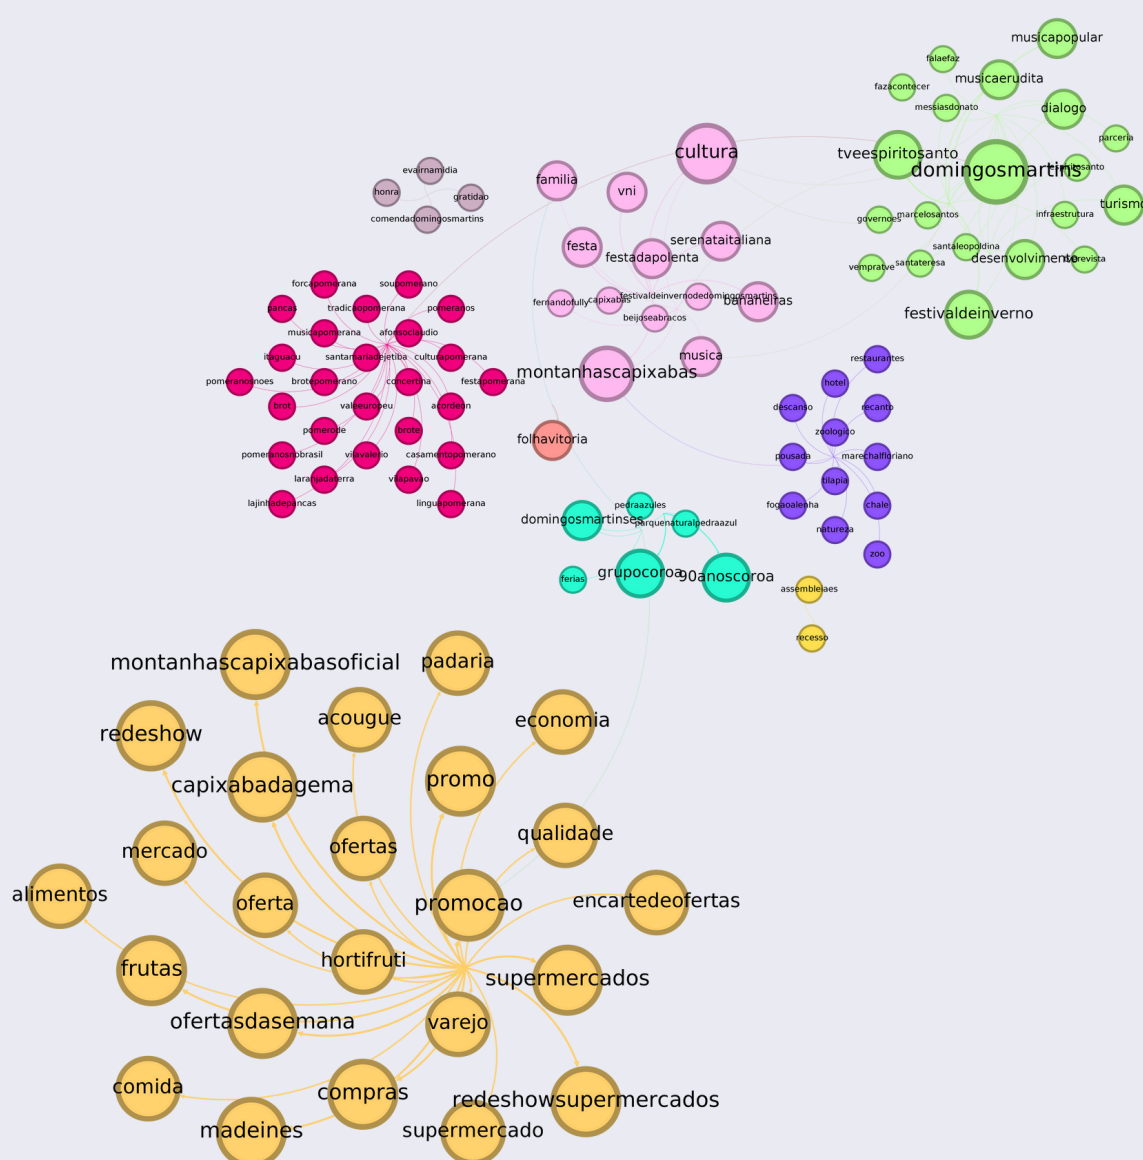 musicapopular
falaefaz
musicaerudita
fazacontecer
messiasdonato
dialogo
parceria
cultura
tveespiritosanto
domingosmartins
evairnamidia
familia
vni
honra
gratidao
turismo
comendadomingosmartins
governoes
marcelosantos
infraestrutura
festa
serenataitaliana
santaleopoldina
festadapolenta
desenvolvimento
vempratve
santateresa
forcapomerana
soupomerano
festivaldeinvernodedomingosmartins
fernandofully
capixabas
bananeiras
pancas
tradicaopomerana
pomeranos
beijoseabracos
festivaldeinverno
musicapomerana
afonsoclaudio
itaguacu
santamariadejetiba
culturapomerana
musica
restaurantes
montanhascapixabas
pomeranosnoes
brotepomerano
concertina
festapomerana
hotel
brot
valeeuropeu
acordeon
descanso
recanto
pomerode
brote
zoologico
folhavitoria
pomeranosnobrasil
vilavalerio
casamentopomerano
pousada
marechalfloriano
laranjadaterra
vilapavao
tilapia
lajinhadepancas
linguapomerana
pedraazules
fogaoalenha
chale
domingosmartinses
parquenaturalpedraazul
natureza
zoo
ferias
grupocoroa
90anoscoroa
assembleiaes
recesso
montanhascapixabasoficial
padaria
acougue
economia
redeshow
capixabadagema
promo
mercado
ofertas
qualidade
alimentos
oferta
promocao
encartedeofertas
frutas
hortifruti
supermercados
ofertasdasemana
varejo
comida
compras
redeshowsupermercados
madeines
supermercado